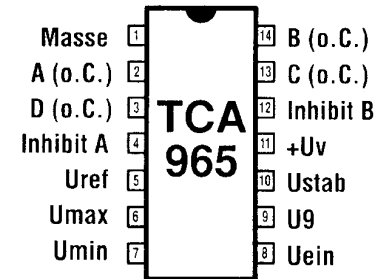 Masse 1 14 B (o.C.)
A (o.C.) 2 13 C (o.C.)
D (o.C.) 3 12 Inhibit B
Inhibit A 4 11 +Uv
Uref 5 10 Ustab
Umax 6 9 U9
Umin 7 8 Uein
TCA
965